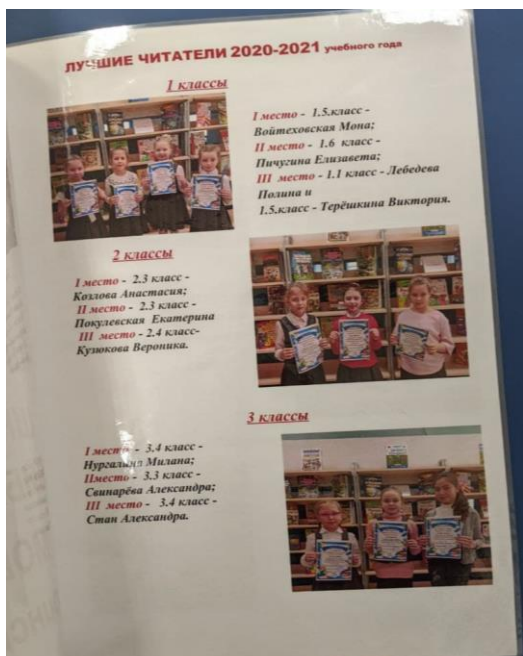 ЛУЧШИЕ ЧИТАТЕЛИ 2020-2021 учебного года
1 классы
I место - 1.5.класс -
Войтеховская Мона;
II место - 1.6 класс -
Пичугина Елизавета;
III место - 1.1 класс - Лебедева
Полина и
1.5.класс - Терёшкина Виктория.
2 классы
I место - 2.3 класс -
Козлова Анастасия;
II место - 2.3 класс -
Покулевская Екатерина
III место - 2.4 класс-
Кузюкова Вероника.
3 классы
I место - 3.4 класс -
Нургалина Милана;
IIместо - 3.3 класс -
Свинарёва Александра;
III место - 3.4 класс -
Стан Александра.